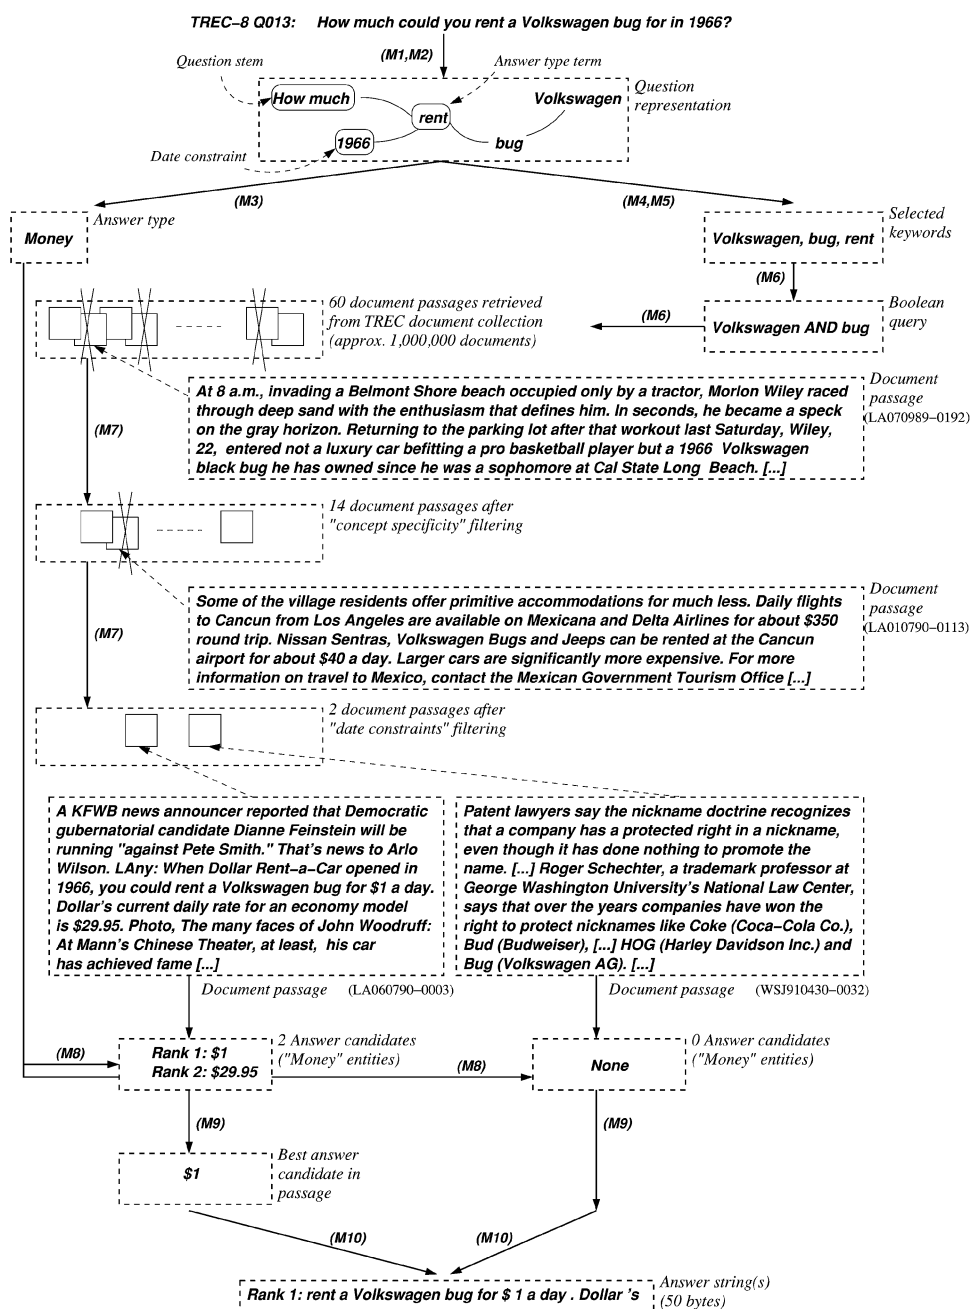 TREC−8 Q013: How much could you rent a Volkswagen bug for in 1966?
(M1,M2)
Question stem
Answer type term
How much
Volkswagen
rent
1966
bug
Question
representation
Date constraint
(M3)
(M4,M5)
Answer type
Money
Volkswagen, bug, rent
Selected
keywords
(M6)
60 document passages retrieved
from TREC document collection
(approx. 1,000,000 documents)
(M6)
Volkswagen AND bug
Boolean
query
At 8 a.m., invading a Belmont Shore beach occupied only by a tractor, Morlon Wiley raced
through deep sand with the enthusiasm that defines him. In seconds, he became a speck
on the gray horizon. Returning to the parking lot after that workout last Saturday, Wiley,
22, entered not a luxury car befitting a pro basketball player but a 1966 Volkswagen
black bug he has owned since he was a sophomore at Cal State Long Beach. [...]
Document
passage
(LA070989−0192)
(M7)
14 document passages after
"concept specificity" filtering
Some of the village residents offer primitive accommodations for much less. Daily flights
to Cancun from Los Angeles are available on Mexicana and Delta Airlines for about $350
round trip. Nissan Sentras, Volkswagen Bugs and Jeeps can be rented at the Cancun
airport for about $40 a day. Larger cars are significantly more expensive. For more
information on travel to Mexico, contact the Mexican Government Tourism Office [...]
Document
passage
(LA010790−0113)
(M7)
2 document passages after
"date constraints" filtering
A KFWB news announcer reported that Democratic
gubernatorial candidate Dianne Feinstein will be
running "against Pete Smith." That's news to Arlo
Wilson. LAny: When Dollar Rent−a−Car opened in
1966, you could rent a Volkswagen bug for $1 a day.
Dollar's current daily rate for an economy model
is $29.95. Photo, The many faces of John Woodruff:
At Mann's Chinese Theater, at least, his car
has achieved fame [...]
Patent lawyers say the nickname doctrine recognizes
that a company has a protected right in a nickname,
even though it has done nothing to promote the
name. [...] Roger Schechter, a trademark professor at
George Washington University's National Law Center,
says that over the years companies have won the
right to protect nicknames like Coke (Coca−Cola Co.),
Bud (Budweiser), [...] HOG (Harley Davidson Inc.) and
Bug (Volkswagen AG). [...]
Document passage (LA060790−0003)
Document passage (WSJ910430−0032)
(M8)
Rank 1: $1
Rank 2: $29.95
2 Answer candidates
("Money" entities)
(M8)
None
0 Answer candidates
("Money" entities)
(M9)
(M9)
$1
Best answer
candidate in
passage
(M10)
(M10)
Rank 1: rent a Volkswagen bug for $ 1 a day . Dollar 's
Answer string(s)
(50 bytes)